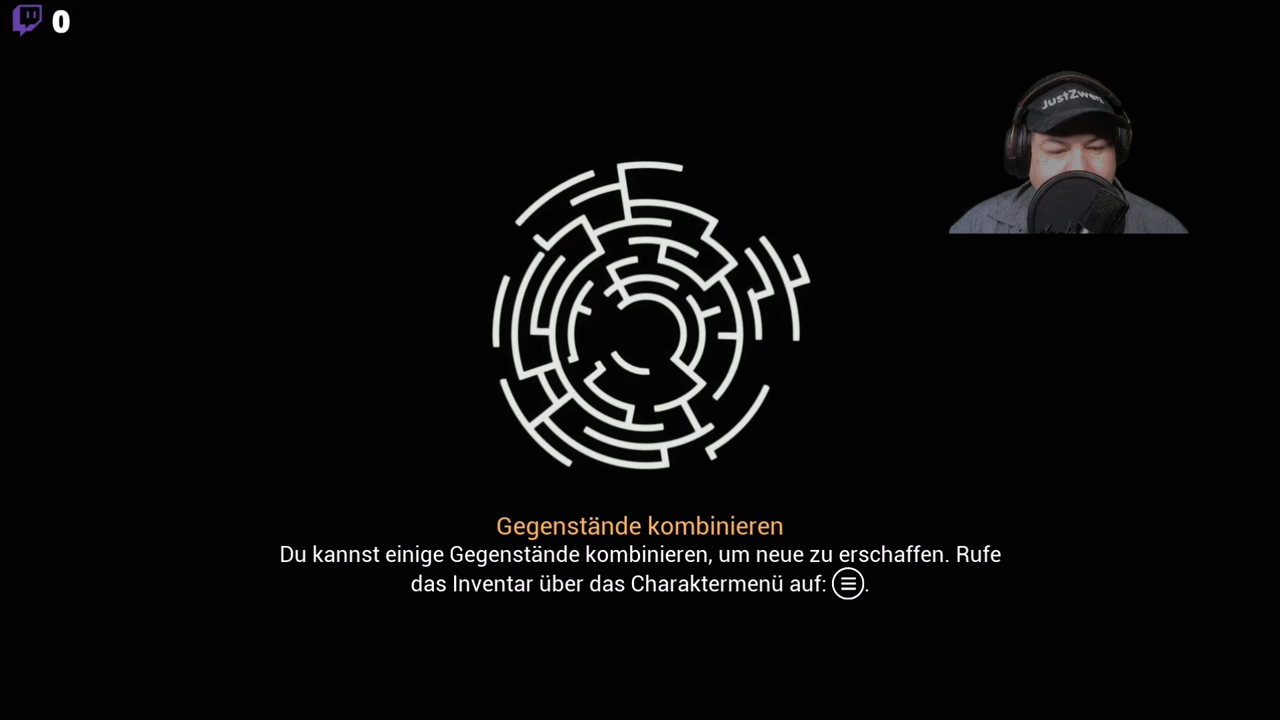 0
Gegenstände kombinieren
Du kannst einige Gegenstände kombinieren, um neue zu erschaffen. Rufe
das Inventar über das Charaktermenü auf: .